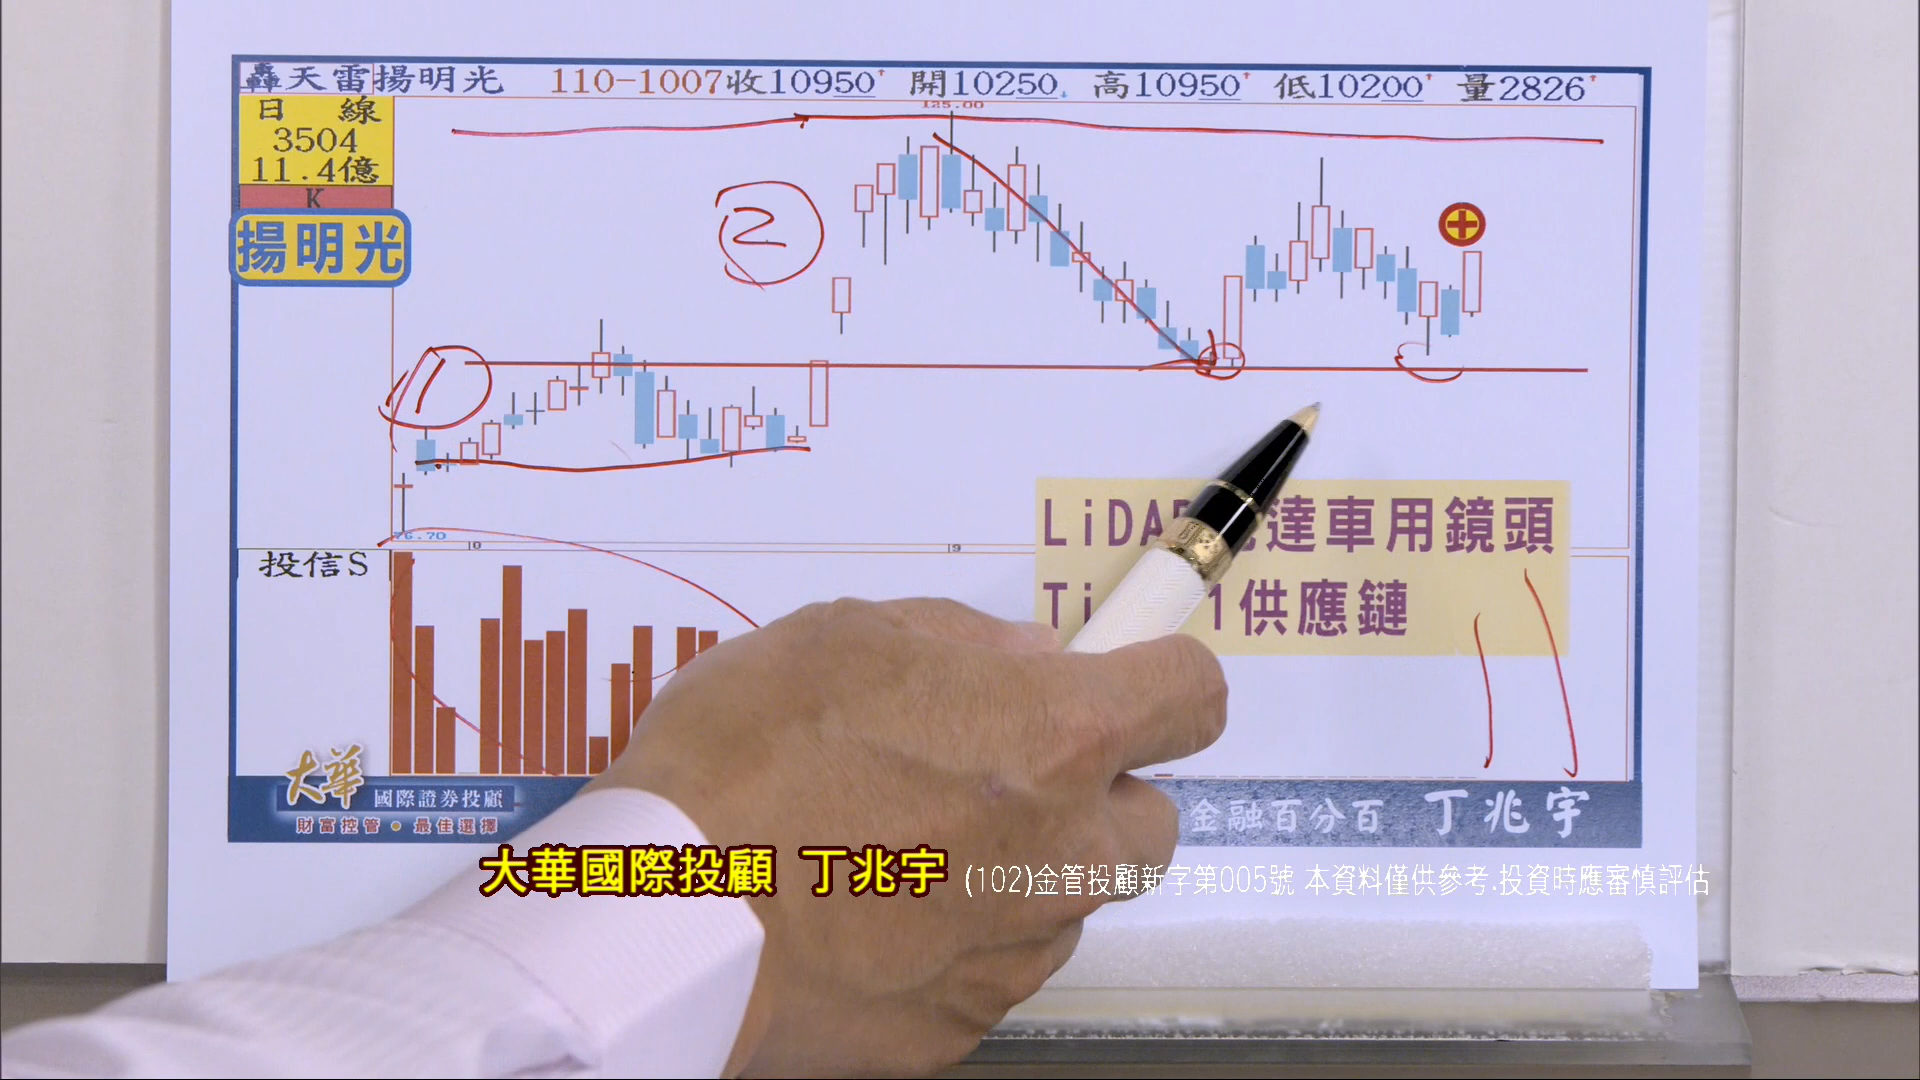 轟天雷揚明光 110-1007收10950 開10250 高10950 低10200 量2826
日 線
3504
11.4億
K
揚明光
125.00
②
①
76.70
9
投信S
LiDA 達車用鏡頭
Ti 1供應鏈
大華
國際證券投顧
財富控管 • 最佳選擇
金融百分百 丁兆宇
大華國際投顧 丁兆宇 (102)金管投顧新字第005號 本資料僅供參考.投資時應審慎評估